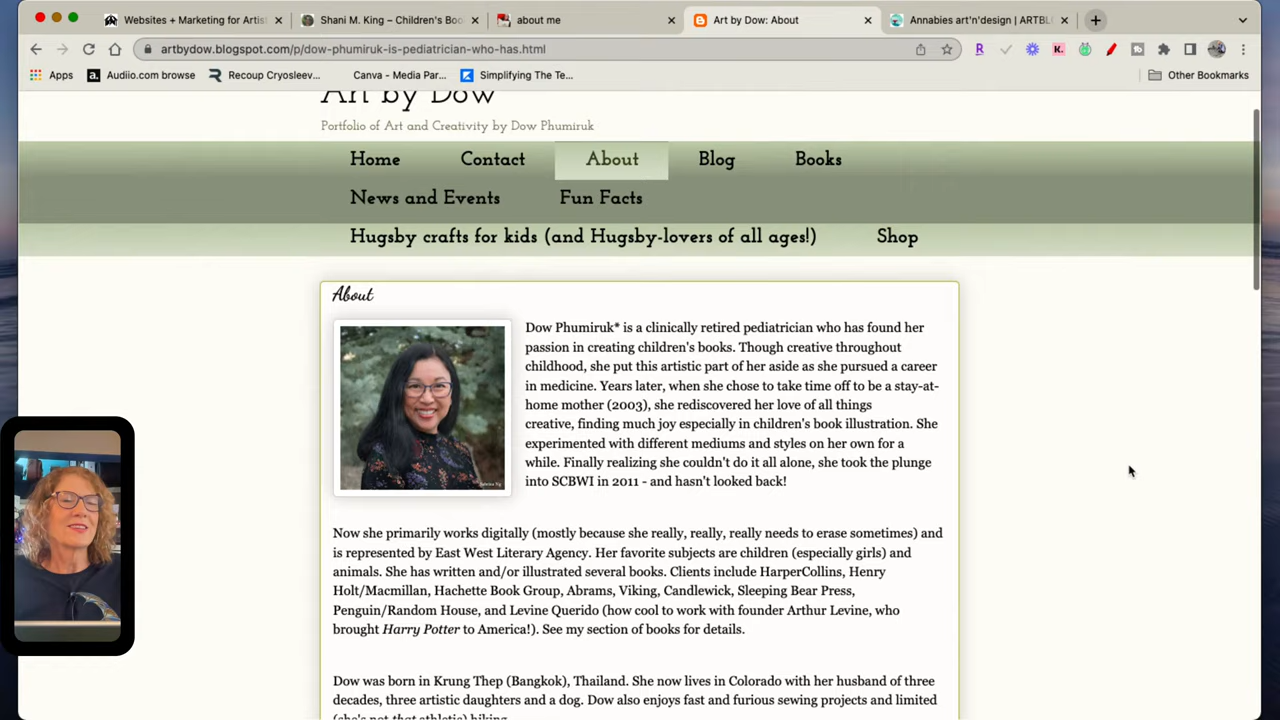 Websites + Marketing for Artis
Shani M. King – Children's Boo
about me
Art by Dow: About
Annabies art'n'design | ARTBL
artbydow.blogspot.com/p/dow-phumiruk-is-pediatrician-who-has.html
Apps
Audiio.com browse
Recoup Cryosleev...
Canva - Media Par...
Simplifying The Te...
Other Bookmarks
Art by Dow
Portfolio of Art and Creativity by Dow Phumiruk
Home
Contact
About
Blog
Books
News and Events
Fun Facts
Hugsby crafts for kids (and Hugsby-lovers of all ages!)
Shop
About
Dow Phumiruk* is a clinically retired pediatrician who has found her
passion in creating children's books. Though creative throughout
childhood, she put this artistic part of her aside as she pursued a career
in medicine. Years later, when she chose to take time off to be a stay-at-
home mother (2003), she rediscovered her love of all things
creative, finding much joy especially in children's book illustration. She
experimented with different mediums and styles on her own for a
while. Finally realizing she couldn't do it all alone, she took the plunge
into SCBWI in 2011 - and hasn't looked back!
Now she primarily works digitally (mostly because she really, really, really needs to erase sometimes) and
is represented by East West Literary Agency. Her favorite subjects are children (especially girls) and
animals. She has written and/or illustrated several books. Clients include HarperCollins, Henry
Holt/Macmillan, Hachette Book Group, Abrams, Viking, Candlewick, Sleeping Bear Press,
Penguin/Random House, and Levine Querido (how cool to work with founder Arthur Levine, who
brought Harry Potter to America!). See my section of books for details.
Dow was born in Krung Thep (Bangkok), Thailand. She now lives in Colorado with her husband of three
decades, three artistic daughters and a dog. Dow also enjoys fast and furious sewing projects and limited
(she's not that athletic) hiking.